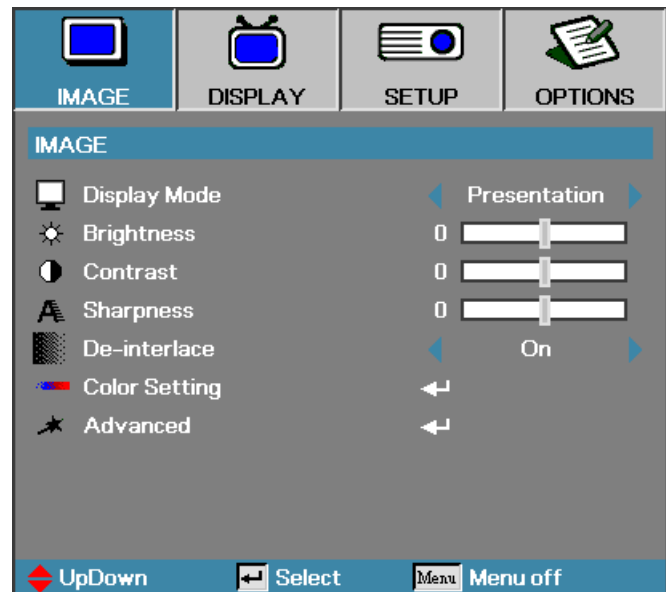 IMAGE DISPLAY SETUP OPTIONS
IMAGE
Display Mode Presentation
Brightness 0
Contrast 0
Sharpness 0
De-interlace On
Color Setting
Advanced
UpDown Select Menu Menu off